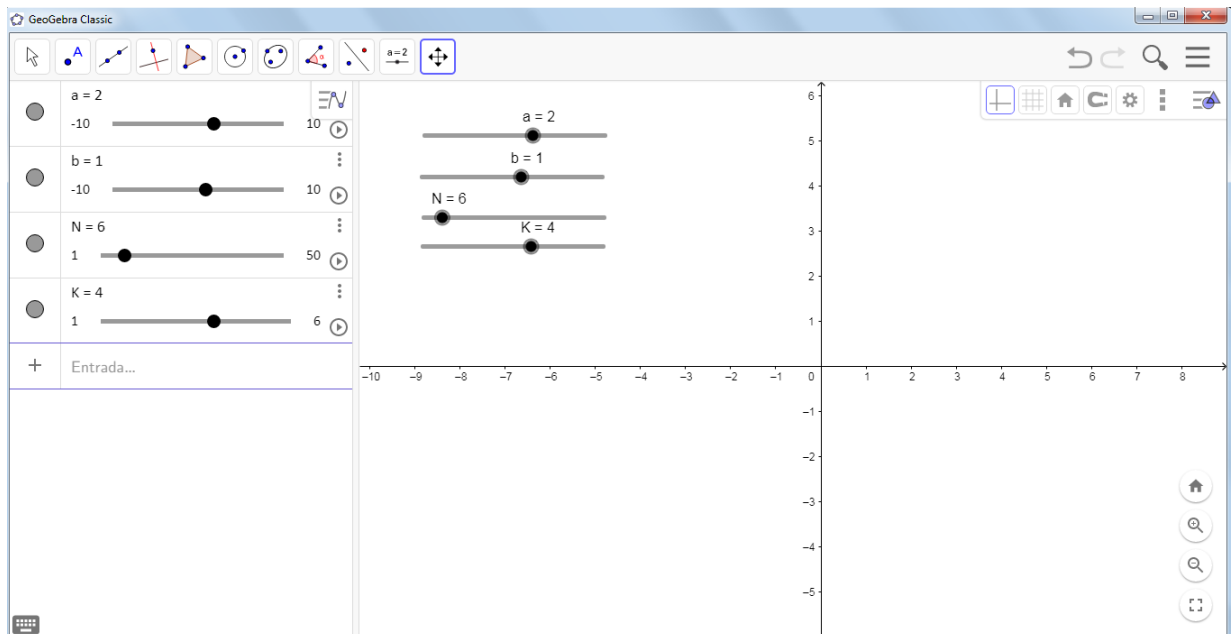 GeoGebra Classic
A
a=2
a = 2
-10
10
b = 1
-10
10
N = 6
1
50
K = 4
1
6
+
Entrada...
a = 2
b = 1
N = 6
K = 4
6
5
4
3
2
1
–10 –9 –8 –7 –6 –5 –4 –3 –2 –1 0 1 2 3 4 5 6 7 8
–1
–2
–3
–4
–5